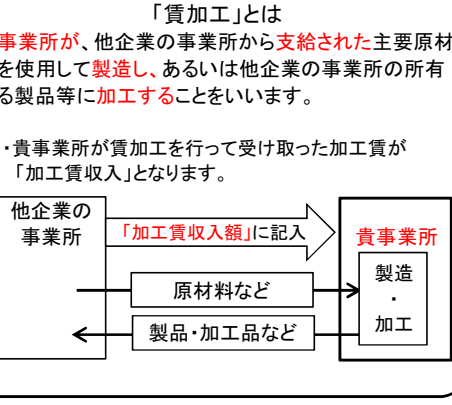 「賃加工」とは
事業所が、他企業の事業所から支給された主要原材
を使用して製造し、あるいは他企業の事業所の所有
る製品等に加工することをいいます。
・貴事業所が賃加工を行って受け取った加工賃が
「加工賃収入」となります。
他企業の
事業所
「加工賃収入額」に記入
貴事業所
原材料など
製造
・
加工
製品・加工品など